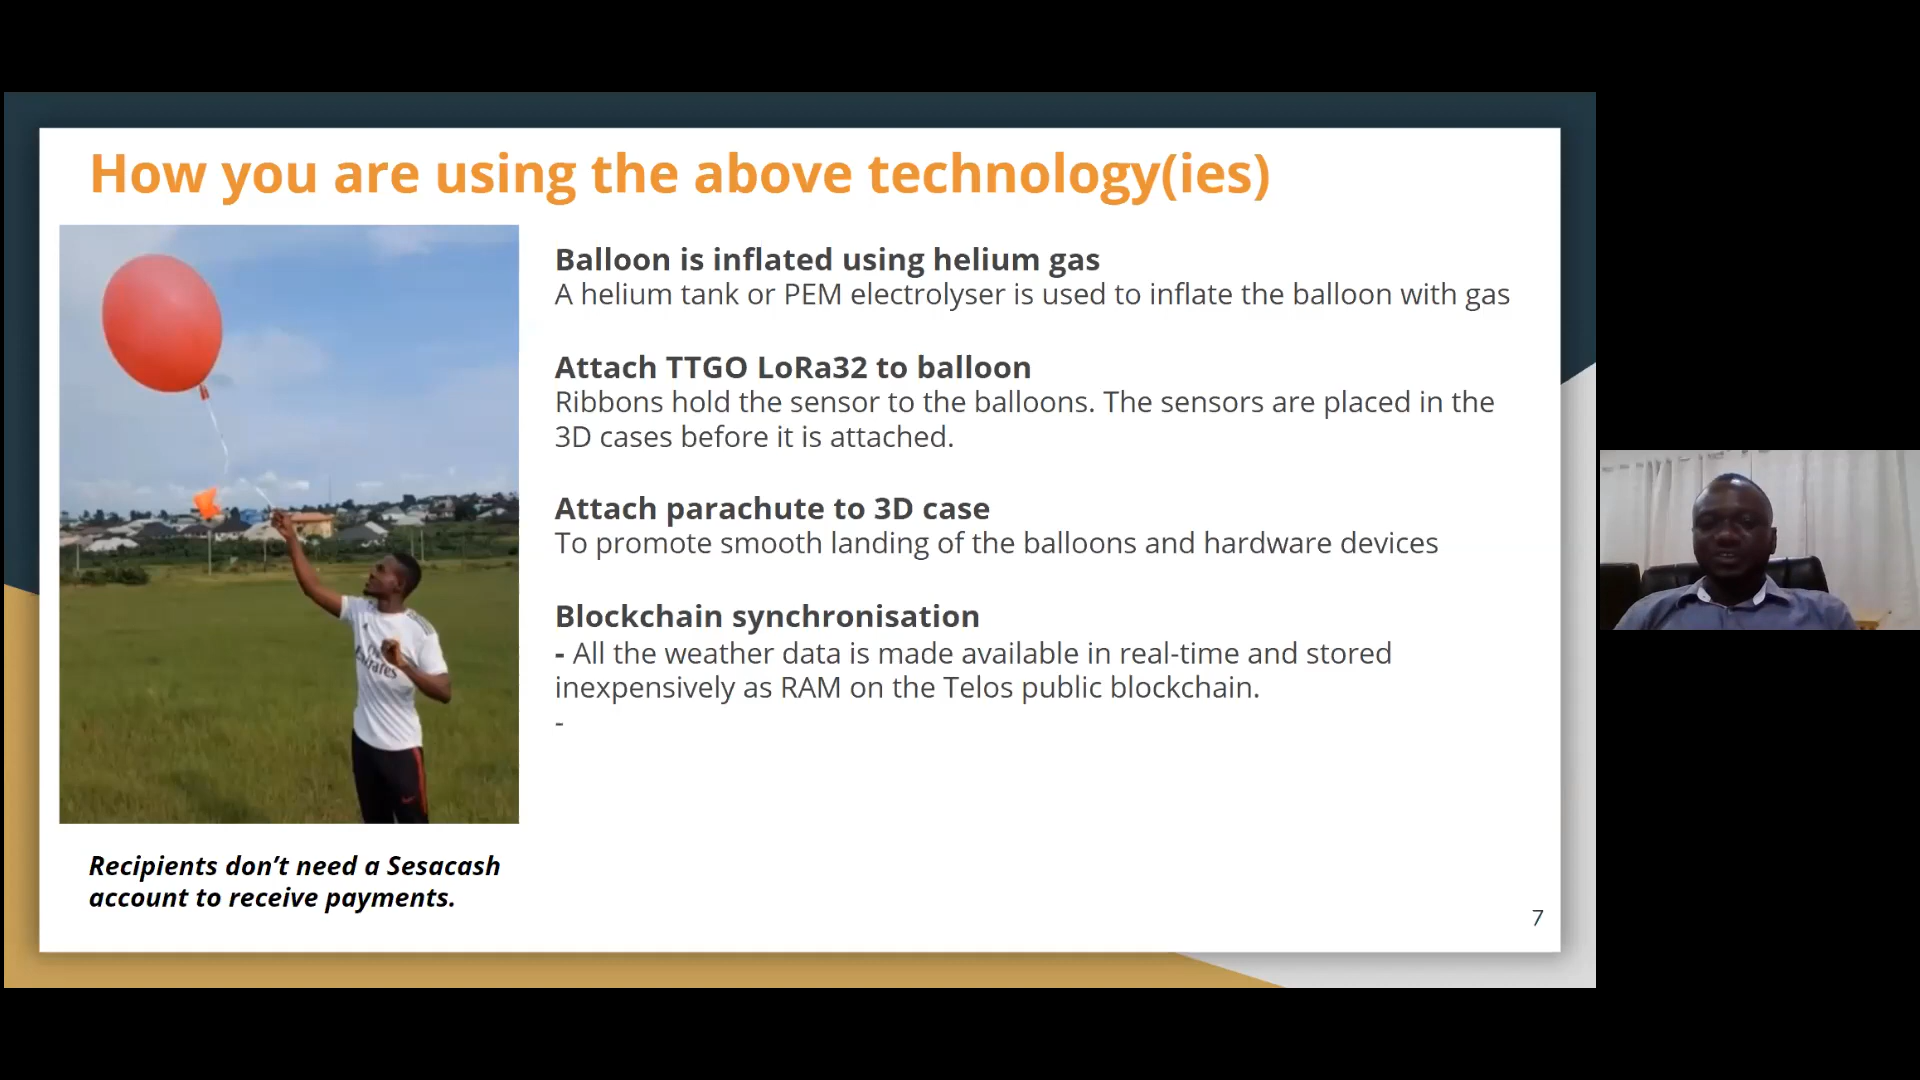 How you are using the above technology(ies)
Balloon is inflated using helium gas
A helium tank or PEM electrolyser is used to inflate the balloon with gas
Attach TTGO LoRa32 to balloon
Ribbons hold the sensor to the balloons. The sensors are placed in the
3D cases before it is attached.
Attach parachute to 3D case
To promote smooth landing of the balloons and hardware devices
Blockchain synchronisation
- All the weather data is made available in real-time and stored
inexpensively as RAM on the Telos public blockchain.
-
Emirates
Recipients don’t need a Sesacash
account to receive payments.
7